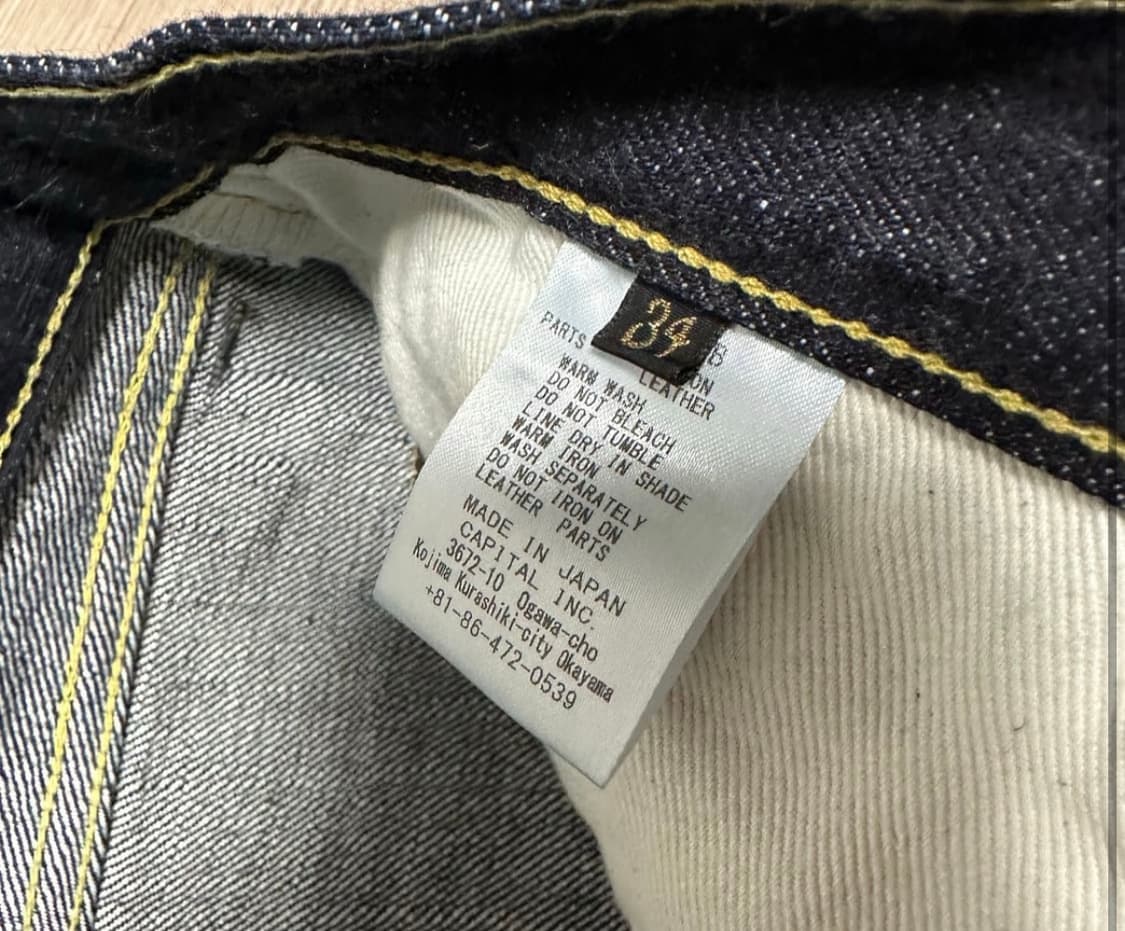 34
PARTS
LEATHER
WARM WASH
DO NOT BLEACH
DO NOT TUMBLE
LINE DRY IN SHADE
WARM IRON
WASH SEPARATELY
DO NOT IRON ON
LEATHER PARTS
MADE IN JAPAN
CAPITAL INC.
3672-10 Ogawa-cho
Kojima Kurashiki-city Okayama
+81-86-472-0539